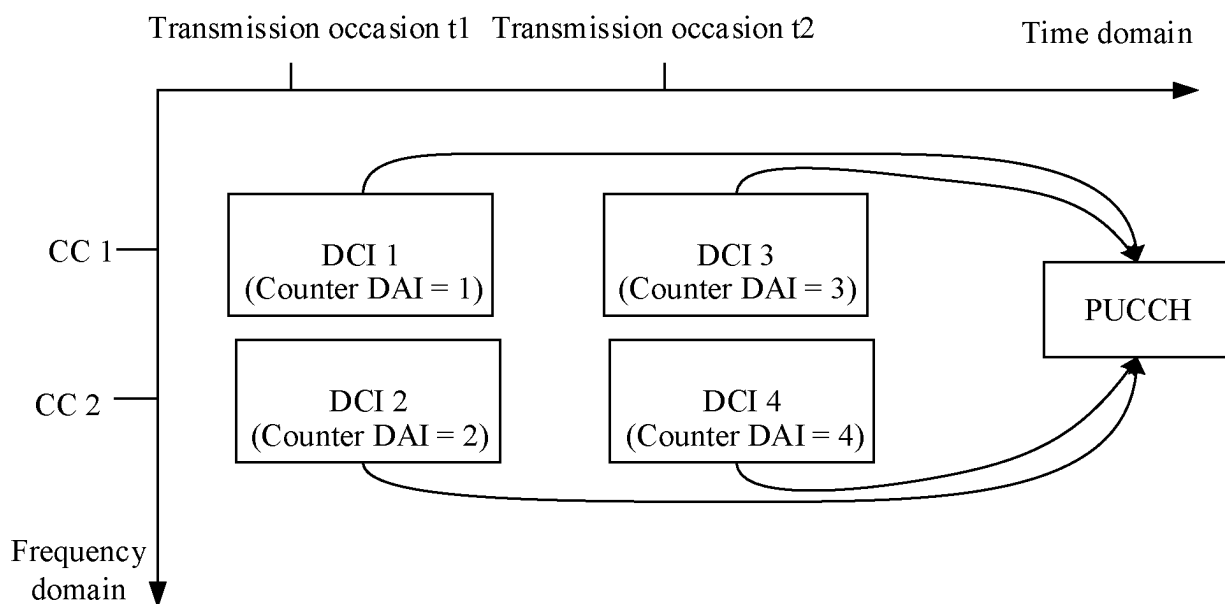 Transmission occasion t1
Transmission occasion t2
Time domain
CC 1
DCI 1
(Counter DAI = 1)
DCI 3
(Counter DAI = 3)
PUCCH
CC 2
DCI 2
(Counter DAI = 2)
DCI 4
(Counter DAI = 4)
Frequency
domain